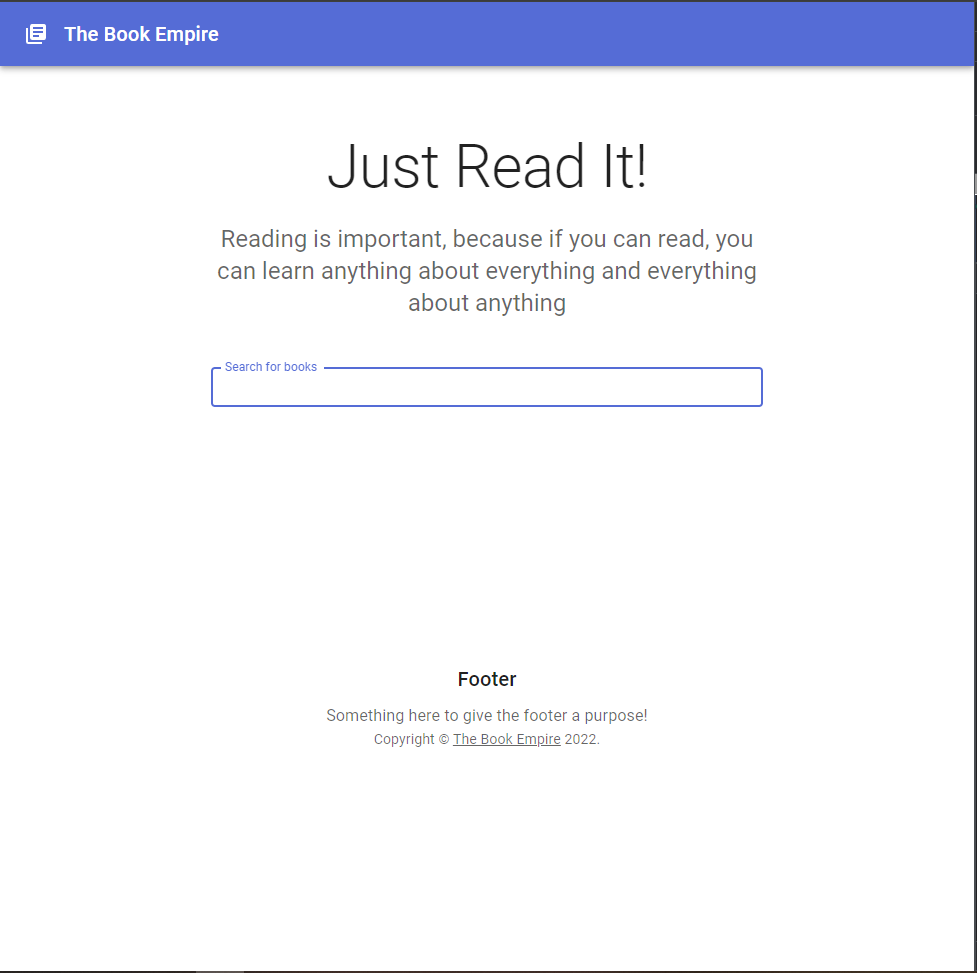 The Book Empire
Just Read It!
Reading is important, because if you can read, you
can learn anything about everything and everything
about anything
Search for books
Footer
Something here to give the footer a purpose!
Copyright © The Book Empire 2022.